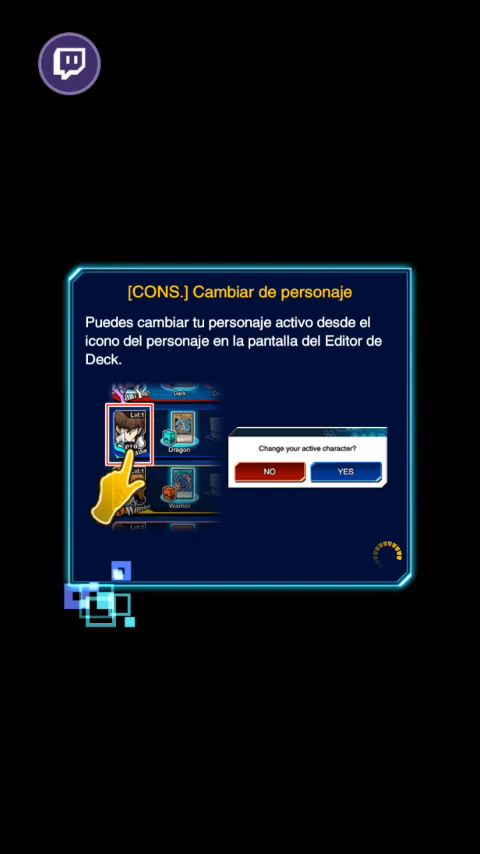 [CONS.] Cambiar de personaje
Puedes cambiar tu personaje activo desde el
icono del personaje en la pantalla del Editor de
Deck.
Dark
Lvl:1
Dragon
Change your active character?
NO
YES
Warrior